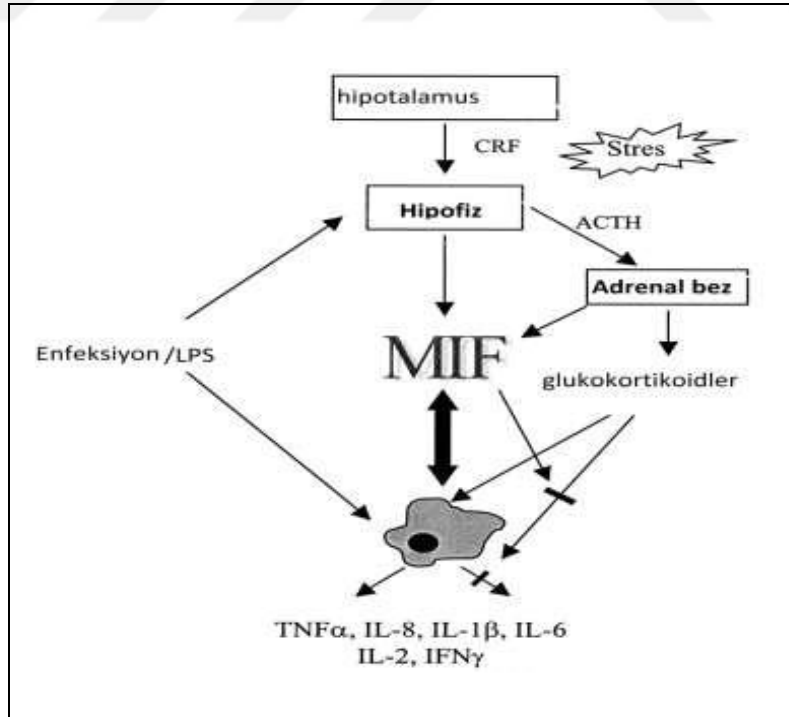 hipotalamus
CRF
Stres
Hipofiz
ACTH
Adrenal bez
Enfeksiyon/LPS
MIF
glukokortikoidler
TNFα, IL-8, IL-1β, IL-6
IL-2, IFNγ